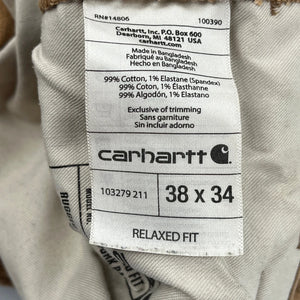 RN#14806 100390
Carhartt, Inc. P.O. Box 600
Dearborn, MI 48121 USA
Made in Bangladesh
Fabriqué au Bangladesh
Hecho en Bangladesh
99% Cotton, 1% Elastane (Spandex)
99% Coton, 1% Élasthanne
99% Algodón, 1% Elastano
Exclusive of trimming
Sans garniture
Sin incluir adorno
carhartt
103279 211
38 x 34
RELAXED FIT